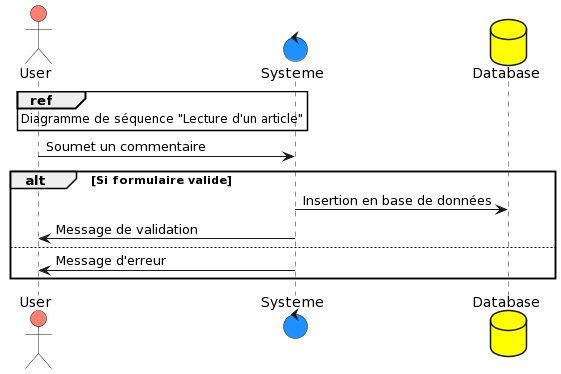 User
Systeme
Database
ref
Diagramme de séquence "Lecture d'un article"
Soumet un commentaire
alt [Si formulaire valide]
Insertion en base de données
Message de validation
Message d'erreur
User
Systeme
Database